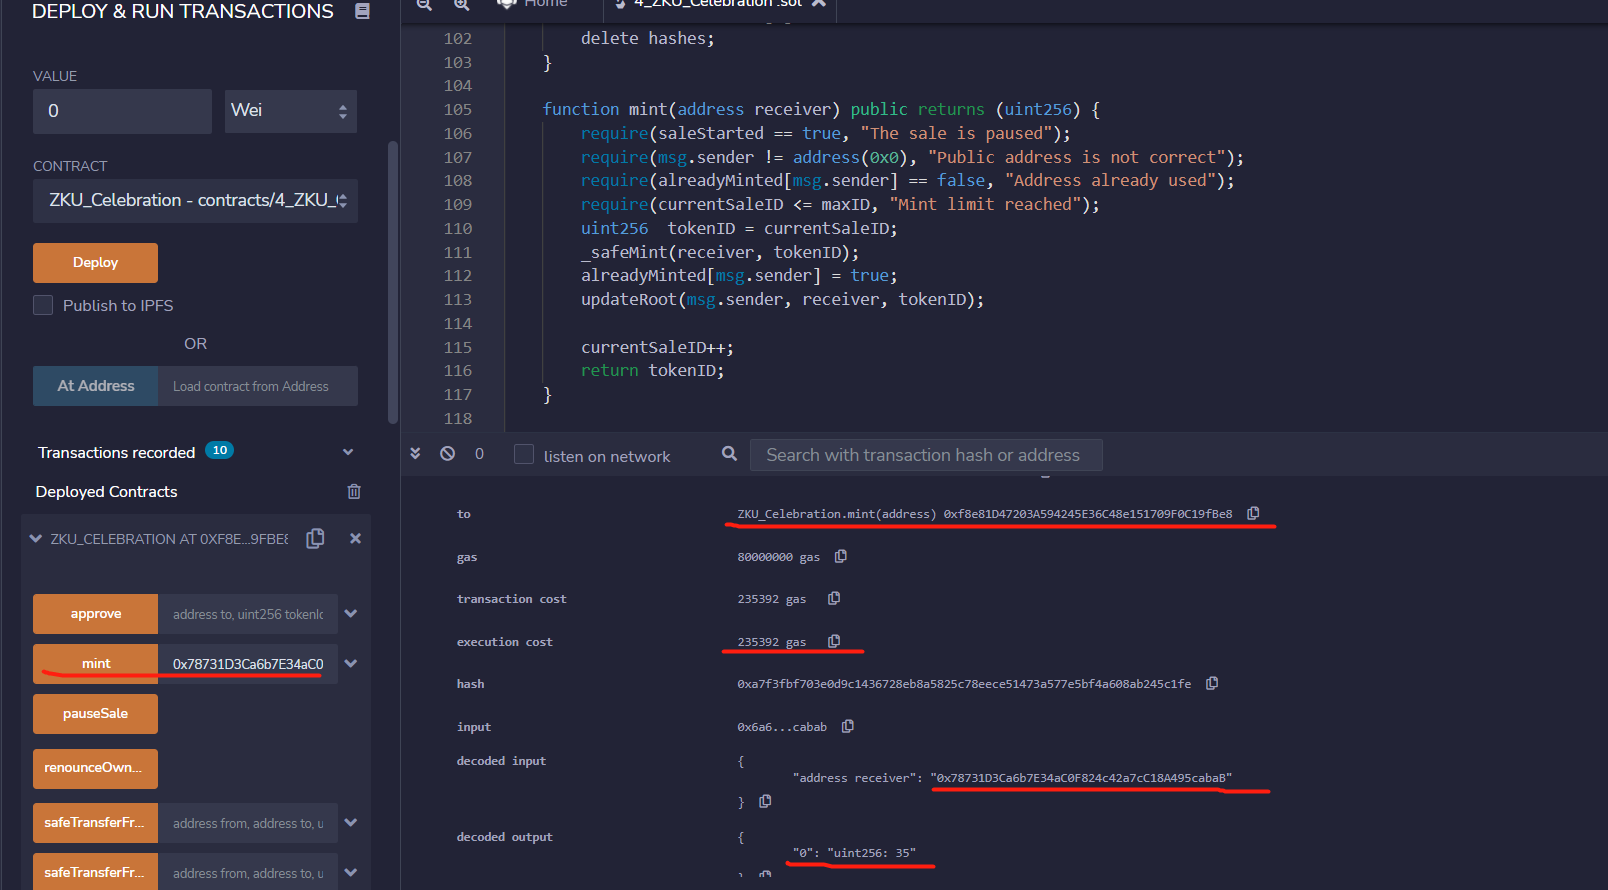 DEPLOY & RUN TRANSACTIONS
VALUE
0
Wei
CONTRACT
ZKU_Celebration - contracts/4_ZKU_
Deploy
Publish to IPFS
OR
At Address
Load contract from Address
Transactions recorded 10
Deployed Contracts
ZKU_CELEBRATION AT 0XF8E...9FBE8
approve
address to, uint256 tokenId
mint
0x78731D3Ca6b7E34aC0
pauseSale
renounceOwn...
safeTransferFr...
address from, address to, u
safeTransferFr...
address from, address to, u
Home
4_ZKU_Celebration .sol
102 delete hashes;
103 }
104
105 function mint(address receiver) public returns (uint256) {
106 require(saleStarted == true, "The sale is paused");
107 require(msg.sender != address(0x0), "Public address is not correct");
108 require(alreadyMinted[msg.sender] == false, "Address already used");
109 require(currentSaleID <= maxID, "Mint limit reached");
110 uint256  tokenID = currentSaleID;
111 _safeMint(receiver, tokenID);
112 alreadyMinted[msg.sender] = true;
113 updateRoot(msg.sender, receiver, tokenID);
114
115 currentSaleID++;
116 return tokenID;
117 }
118
0
listen on network
Search with transaction hash or address
to ZKU_Celebration.mint(address) 0xf8e81D47203A594245E36C48e151709F0C19fBe8
gas 80000000 gas
transaction cost 235392 gas
execution cost 235392 gas
hash 0xa7f3fbf703e0d9c1436728eb8a5825c78eece51473a577e5bf4a608ab245c1fe
input 0x6a6...cabab
decoded input {
"address receiver": "0x78731D3Ca6b7E34aC0F824c42a7cC18A495cabaB"
}
decoded output {
"0": "uint256: 35"
}